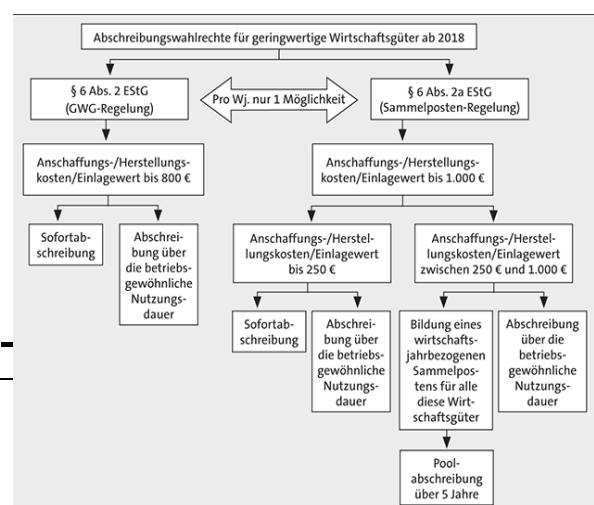 Abschreibungswahlrechte für geringwertige Wirtschaftsgüter ab 2018
§ 6 Abs. 2 EStG
(GWG-Regelung)
Pro Wj. nur 1 Möglichkeit
§ 6 Abs. 2a EStG
(Sammelposten-Regelung)
Anschaffungs-/Herstellungs-
kosten/Einlagewert bis 800 €
Anschaffungs-/Herstellungs-
kosten/Einlagewert bis 1.000 €
Sofortab-
schreibung
Abschrei-
bung über
die betriebs-
gewöhnliche
Nutzungs-
dauer
Anschaffungs-/Herstel-
lungskosten/Einlagewert
bis 250 €
Anschaffungs-/Herstel-
lungskosten/Einlagewert
zwischen 250 € und 1.000 €
Sofortab-
schreibung
Abschrei-
bung über
die betriebs-
gewöhnliche
Nutzungs-
dauer
Bildung eines
wirtschafts-
jahrbezogenen
Sammelpos-
tens für alle
diese Wirt-
schaftsgüter
Abschreibung
über die
betriebs-
gewöhnliche
Nutzungs-
dauer
Pool-
abschreibung
über 5 Jahre